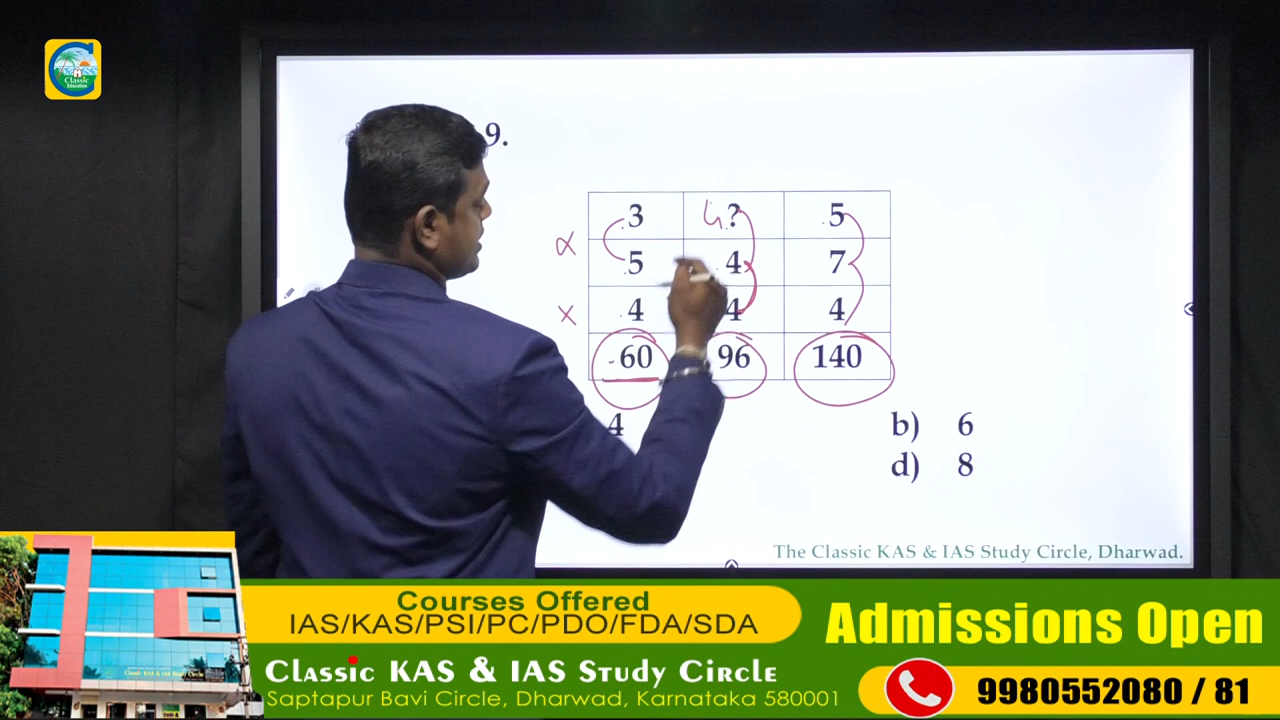 Classic
Education
9.
3 ? 5
5 4 7
4 4 4
60 96 140
4
b) 6
d) 8
The Classic KAS & IAS Study Circle, Dharwad.
Courses Offered
IAS/KAS/PSI/PC/PDO/FDA/SDA
Classic KAS & IAS Study Circle
Saptapur Bavi Circle, Dharwad, Karnataka 580001
Admissions Open
9980552080 / 81